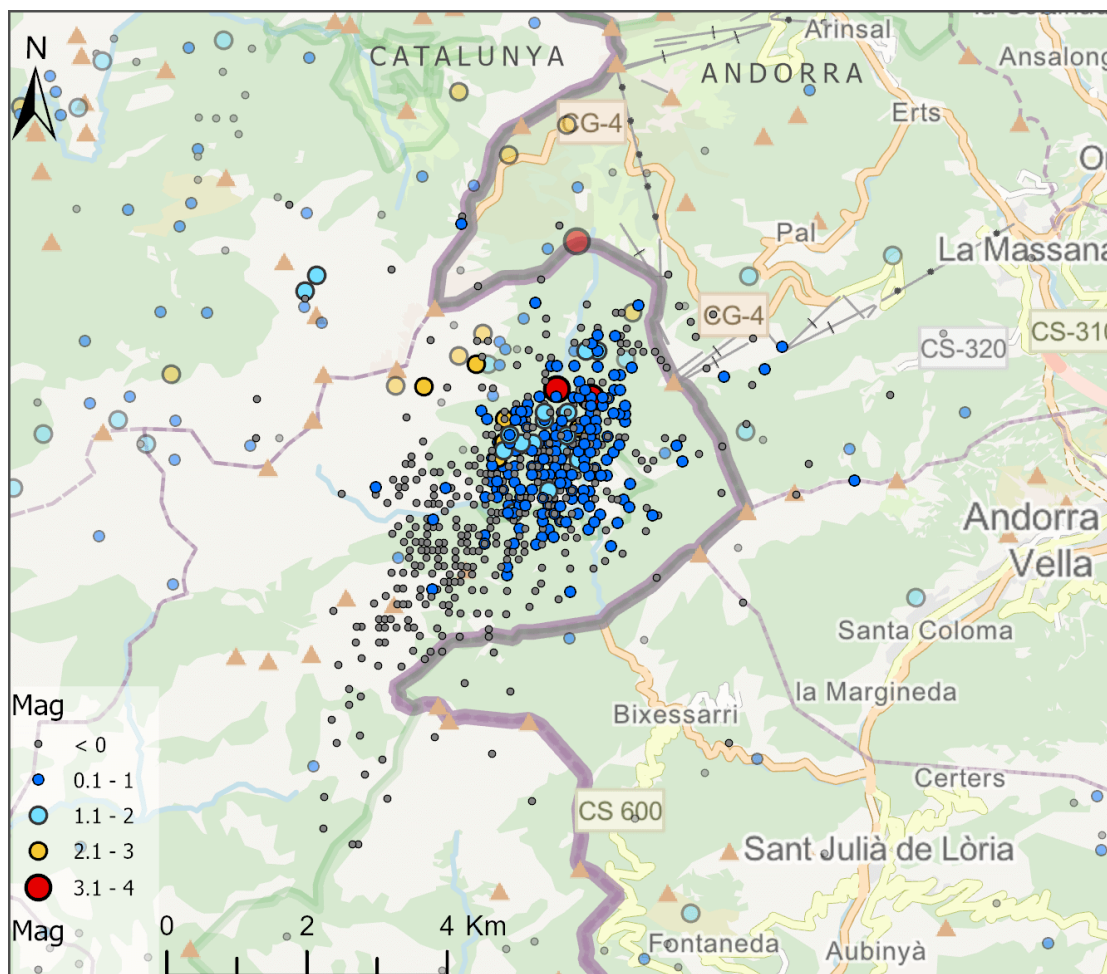 N
CATALUNYA
ANDORRA
Arinsal
Ansalong
CG-4
Erts
Pal
La Massana
CG-4
CS-310
CS-320
Andorra
Vella
Santa Coloma
la Margineda
Bixessarri
Certers
CS 600
Sant Julià de Lòria
Fontaneda
Aubinyà
Mag
< 0
0.1 - 1
1.1 - 2
2.1 - 3
3.1 - 4
Mag
0 2 4 Km